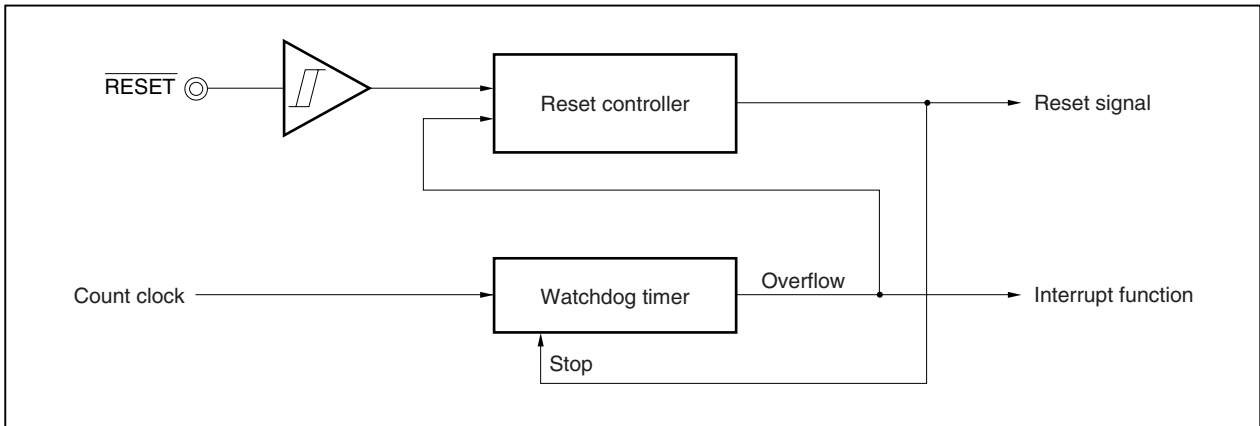 RESET
Reset controller
Reset signal
Count clock
Watchdog timer
Overflow
Interrupt function
Stop